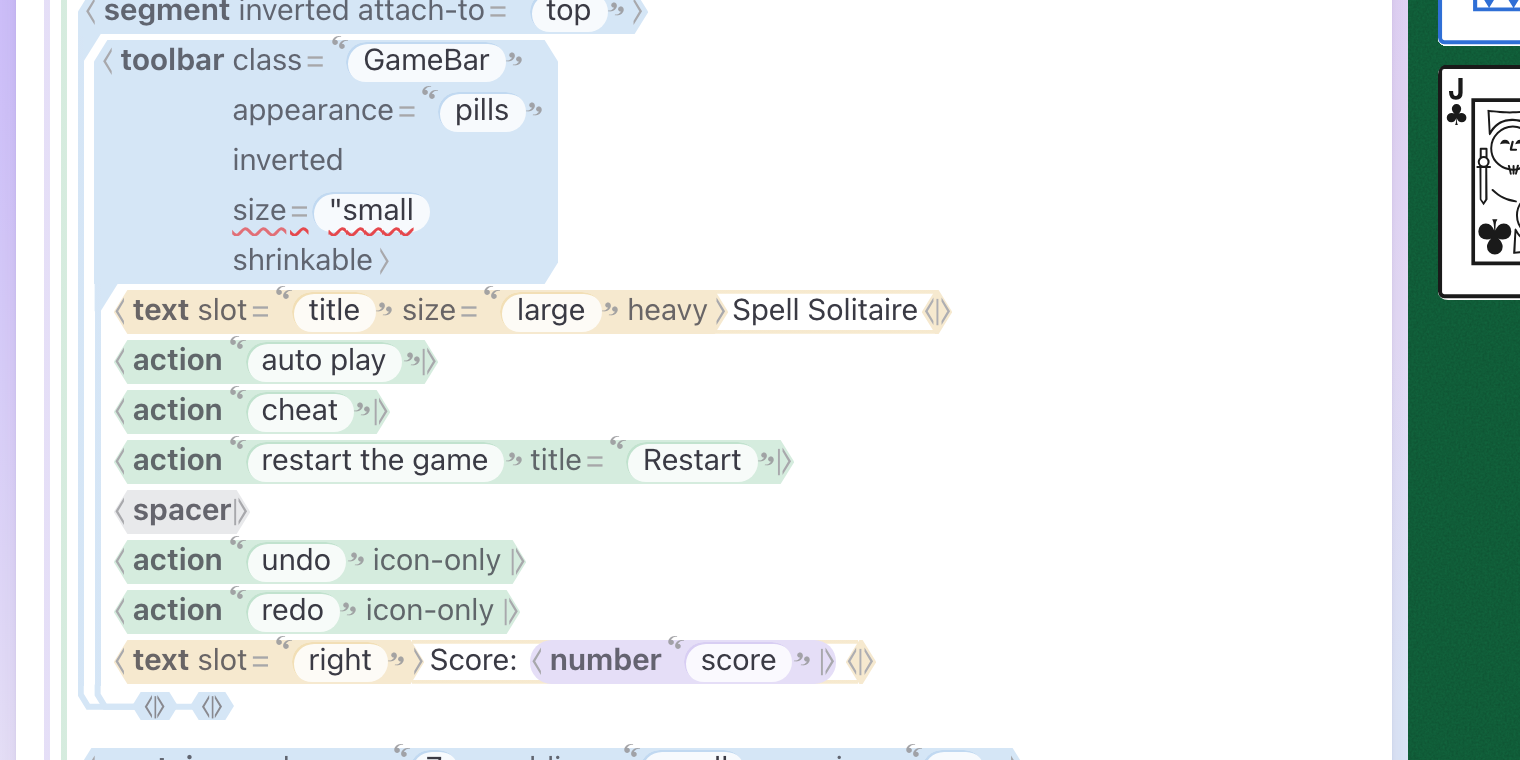 segment inverted attach-to= “top”
toolbar class= “GameBar”
appearance= “pills”
inverted
size= "small
shrinkable
text slot= “title” size= “large” heavy Spell Solitaire
action “auto play”
action “cheat”
action “restart the game” title= “Restart”
spacer
action “undo” icon-only
action “redo” icon-only
text slot= “right” Score: number “score”
J